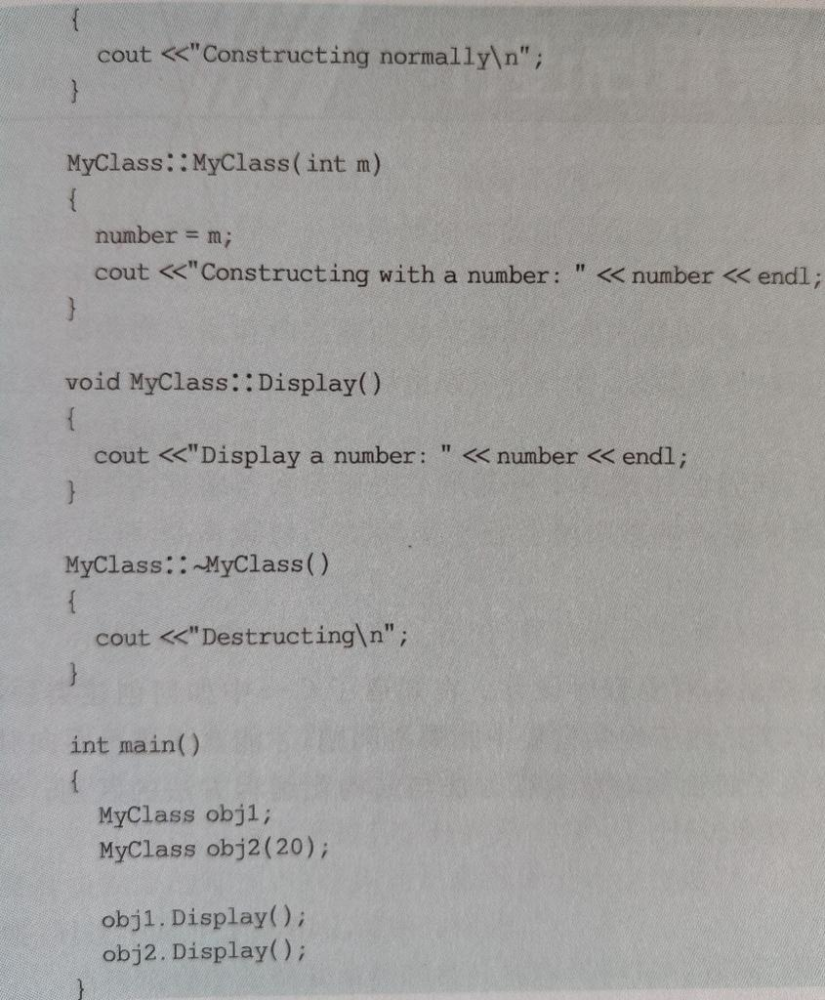 {
cout <<"Constructing normally\n";
}
MyClass::MyClass(int m)
{
number = m;
cout <<"Constructing with a number: " << number << endl;
}
void MyClass::Display()
{
cout <<"Display a number: " << number << endl;
}
MyClass::~MyClass()
{
cout <<"Destructing\n";
}
int main()
{
MyClass obj1;
MyClass obj2(20);
obj1.Display();
obj2.Display();
}